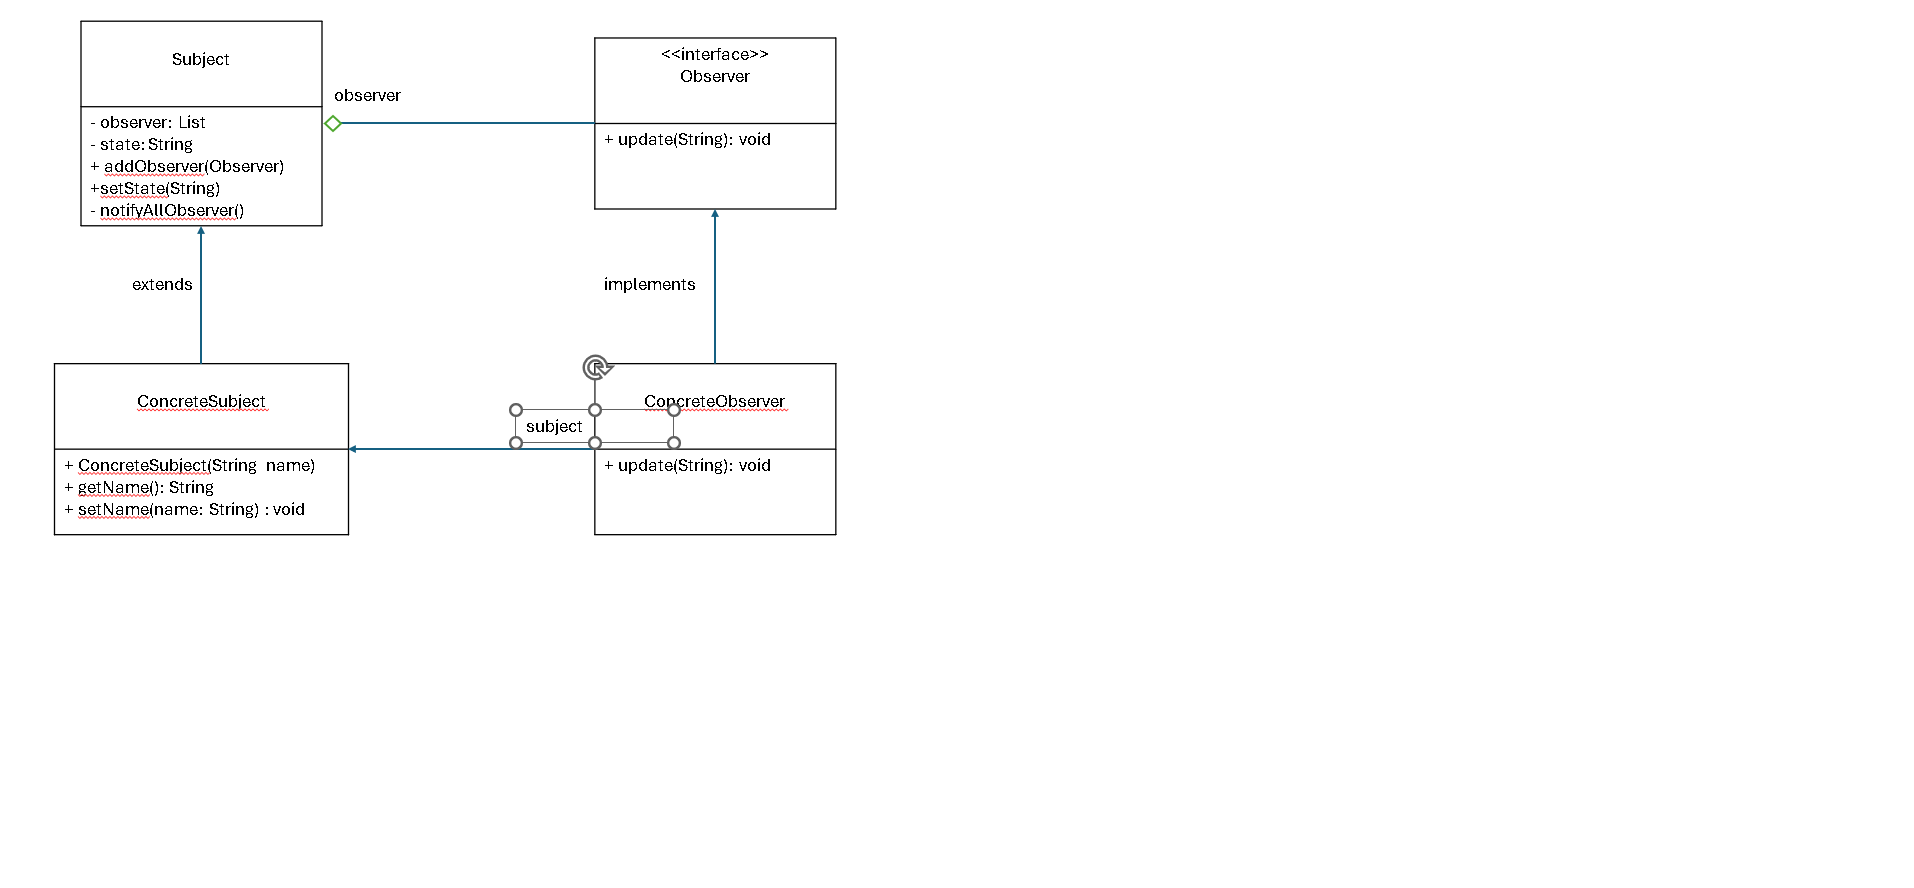 Subject
- observer: List
- state: String
+ addObserver(Observer)
+setState(String)
- notifyAllObserver()
observer
<<interface>>
Observer
+ update(String): void
extends
implements
ConcreteSubject
+ ConcreteSubject(String name)
+ getName(): String
+ setName(name: String) : void
subject
ConcreteObserver
+ update(String): void